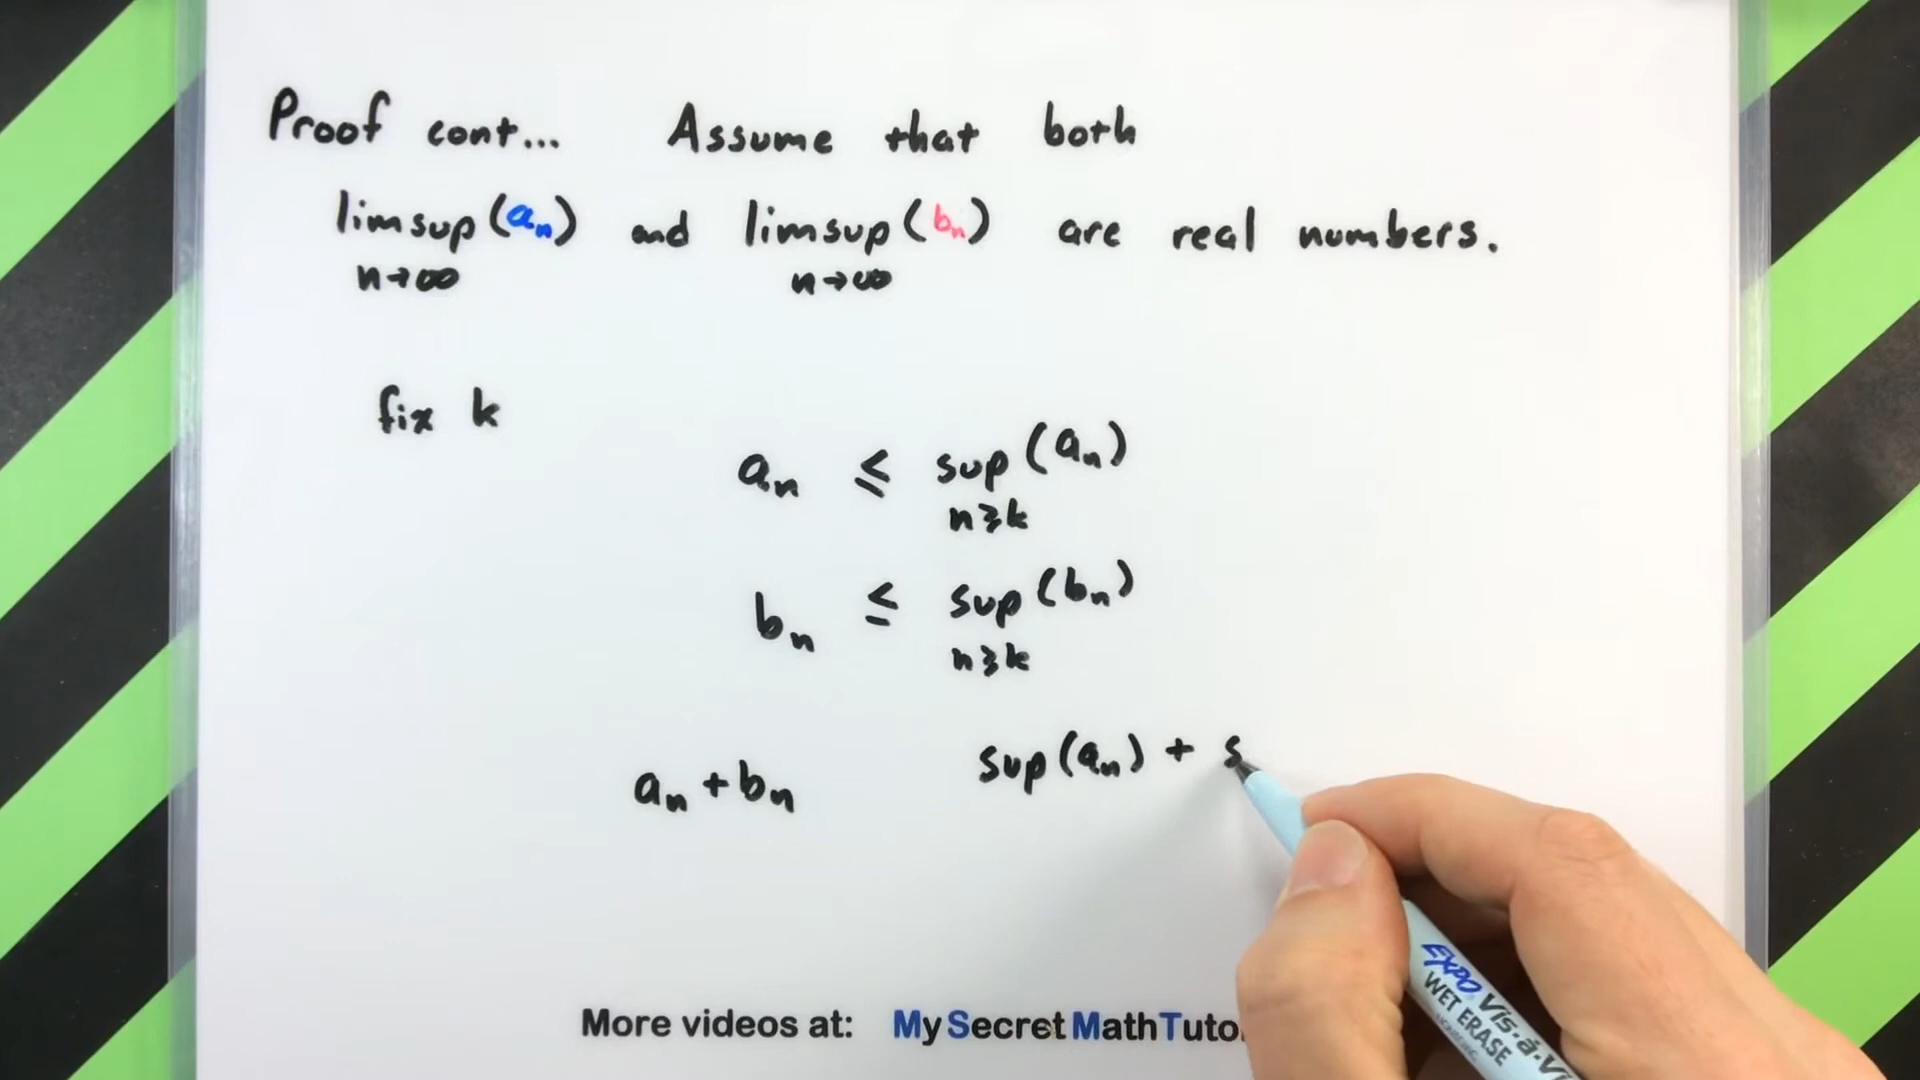 Proof cont... Assume that both
limsup (aₙ) and limsup (bₙ) are real numbers.
n→∞ n→∞
fix k
aₙ ≤ sup (aₙ)
n≥k
bₙ ≤ sup (bₙ)
n≥k
aₙ + bₙ sup (aₙ) + s
More videos at: MySecretMathTuto
EXPO Vis-à-Vi
WET ERASE